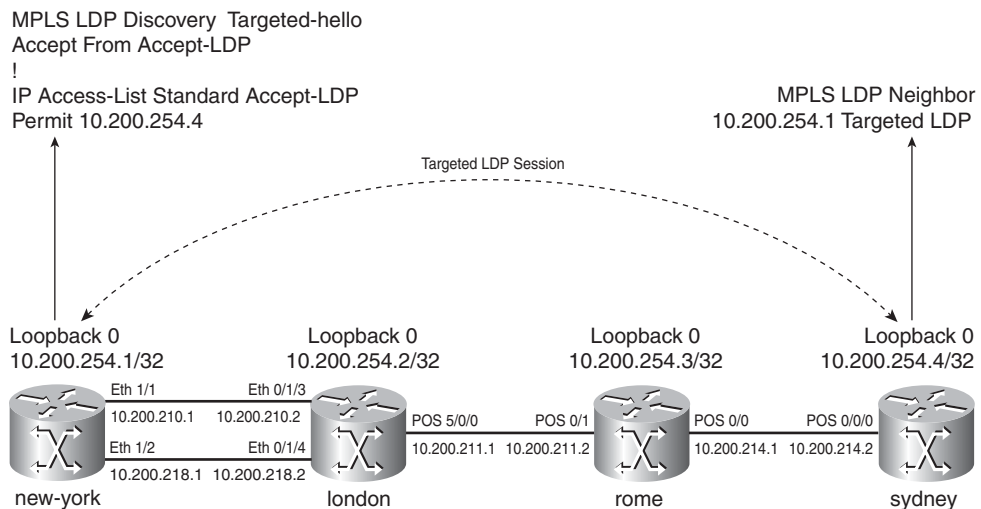 MPLS LDP Discovery Targeted-hello
Accept From Accept-LDP
!
IP Access-List Standard Accept-LDP
Permit 10.200.254.4
MPLS LDP Neighbor
10.200.254.1 Targeted LDP
Targeted LDP Session
Loopback 0
10.200.254.1/32
Loopback 0
10.200.254.2/32
Loopback 0
10.200.254.3/32
Loopback 0
10.200.254.4/32
Eth 1/1
Eth 0/1/3
10.200.210.1
10.200.210.2
Eth 1/2
Eth 0/1/4
10.200.218.1
10.200.218.2
POS 5/0/0
POS 0/1
10.200.211.1
10.200.211.2
POS 0/0
POS 0/0/0
10.200.214.1
10.200.214.2
new-york
london
rome
sydney